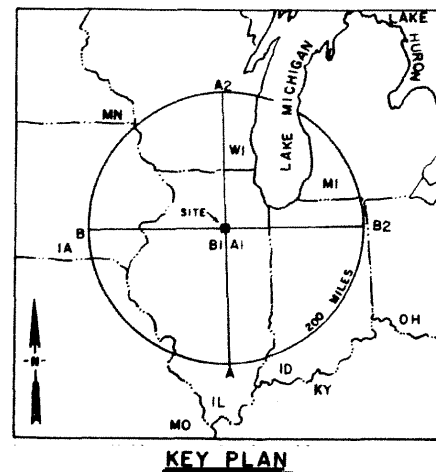 LAKE
HURON
A2
MN
LAKE MICHIGAN
WI
MI
SITE
B
B1 A1
B2
IA
200 MILES
OH
N
A
ID
KY
IL
MO
KEY PLAN